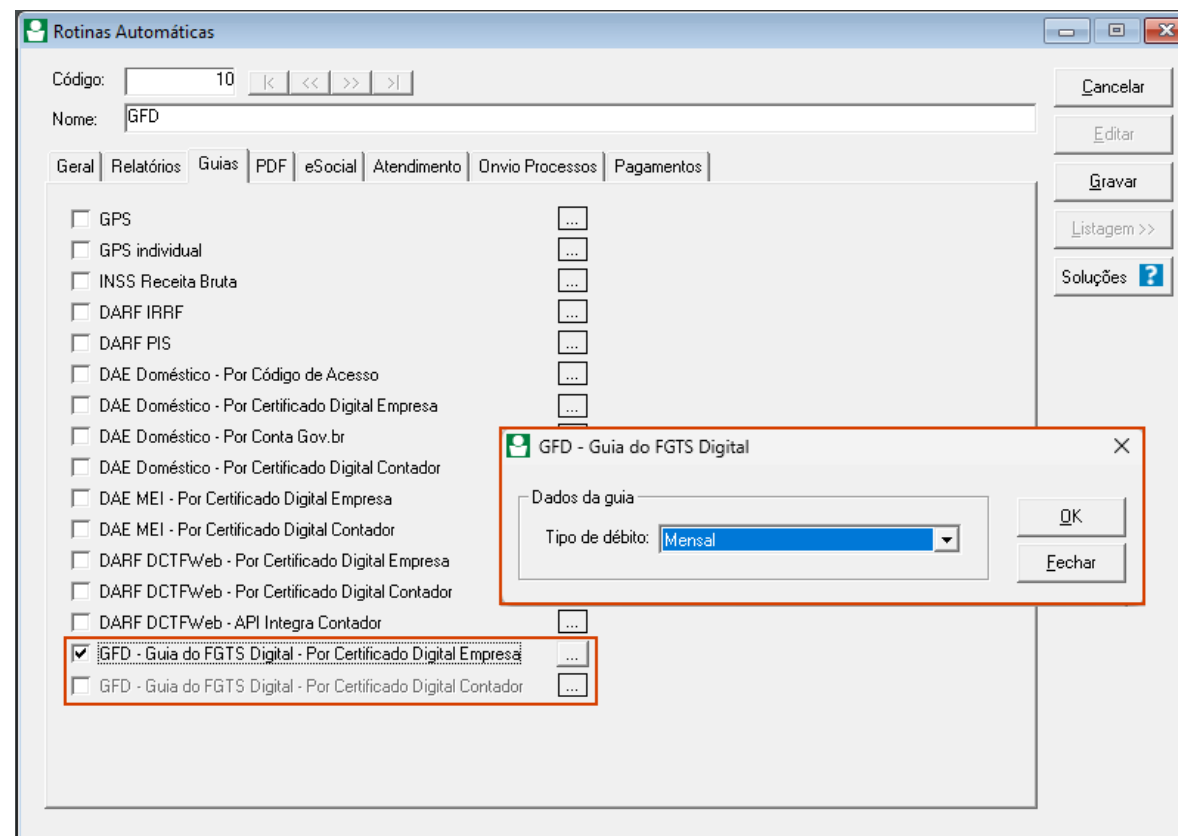 Rotinas Automáticas
Código: 10 |< << >> >|
Cancelar
Nome: GFD
Editar
Geral Relatórios Guias PDF eSocial Atendimento Onvio Processos Pagamentos
Gravar
GPS ...
Listagem >>
GPS individual ...
INSS Receita Bruta ...
Soluções ?
DARF IRRF ...
DARF PIS ...
DAE Doméstico - Por Código de Acesso ...
DAE Doméstico - Por Certificado Digital Empresa ...
DAE Doméstico - Por Conta Gov.br
DAE Doméstico - Por Certificado Digital Contador
DAE MEI - Por Certificado Digital Empresa
DAE MEI - Por Certificado Digital Contador
DARF DCTFWeb - Por Certificado Digital Empresa
DARF DCTFWeb - Por Certificado Digital Contador
DARF DCTFWeb - API Integra Contador ...
GFD - Guia do FGTS Digital - Por Certificado Digital Empresa ...
GFD - Guia do FGTS Digital - Por Certificado Digital Contador ...
GFD - Guia do FGTS Digital
Dados da guia
Tipo de débito: Mensal
OK
Fechar